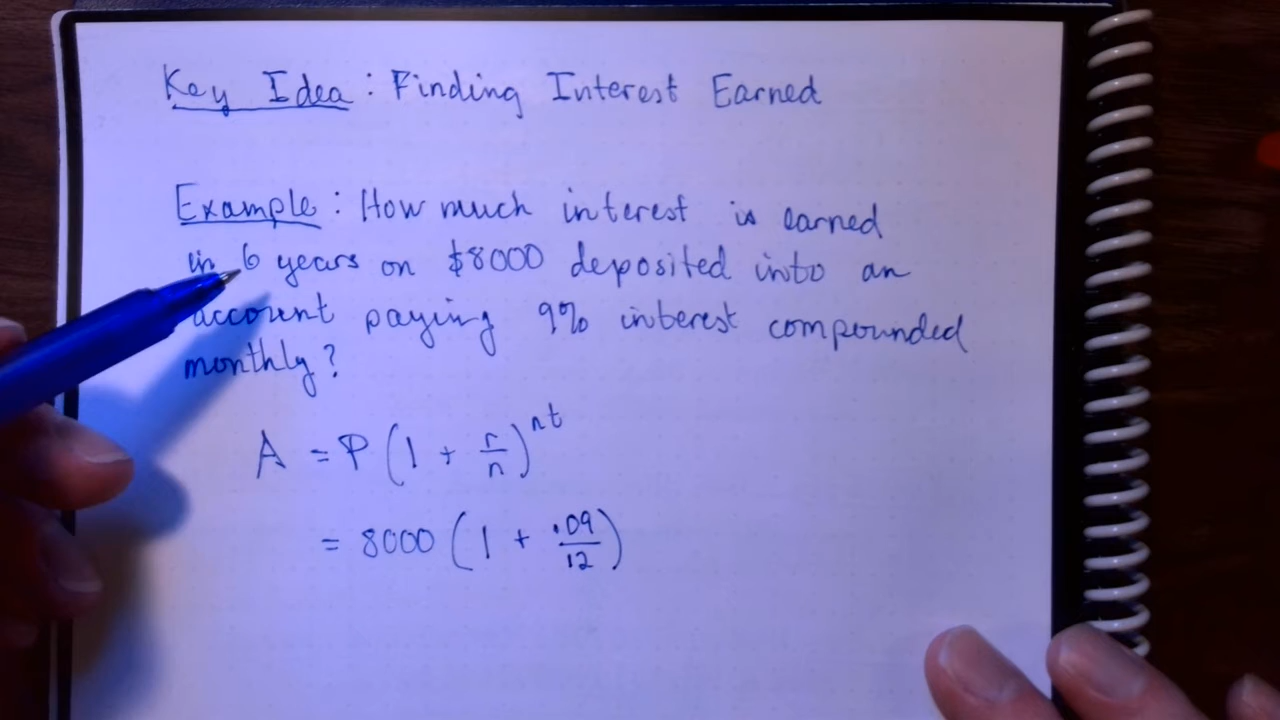 Key Idea: Finding Interest Earned
Example: How much interest is earned
in 6 years on $8000 deposited into an
account paying 9% interest compounded
monthly?
A = P(1 + r/n)^nt
= 8000(1 + .09/12)